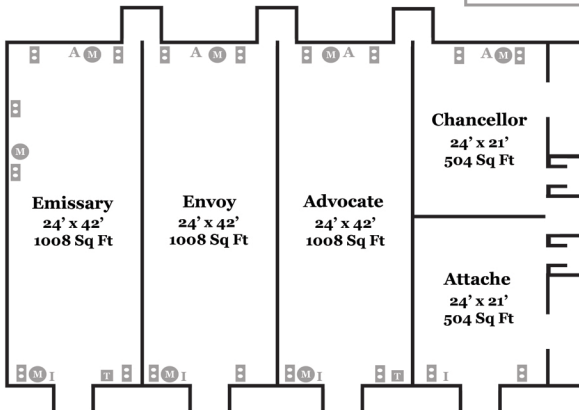 A M A M M A A M
M
Chancellor
24' x 21'
504 Sq Ft
Emissary
24' x 42'
1008 Sq Ft
Envoy
24' x 42'
1008 Sq Ft
Advocate
24' x 42'
1008 Sq Ft
Attache
24' x 21'
504 Sq Ft
M I T M I M I T I